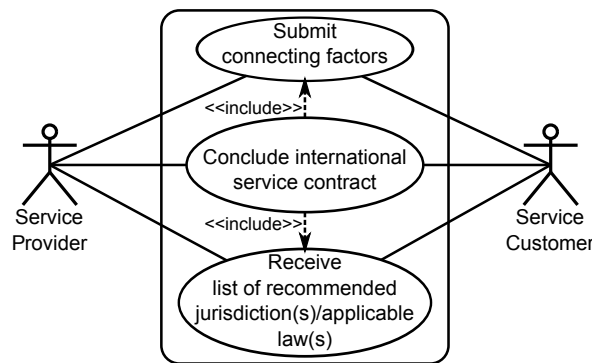 Submit
connecting factors
<<include>>
Conclude international
service contract
<<include>>
Service
Provider
Service
Customer
Receive
list of recommended
jurisdiction(s)/applicable
law(s)